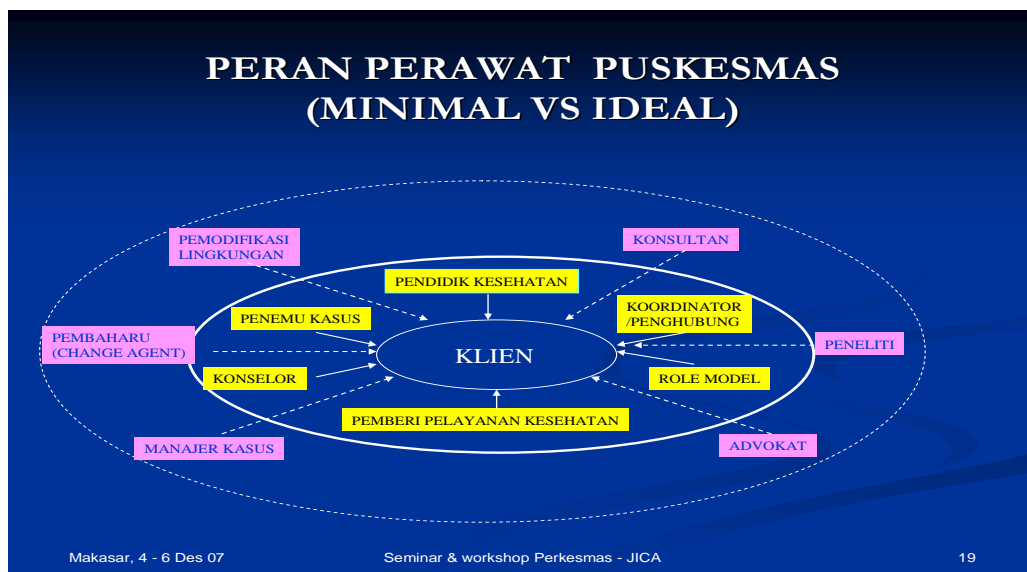 PERAN PERAWAT PUSKESMAS
(MINIMAL VS IDEAL)
PEMODIFIKASI
LINGKUNGAN
KONSULTAN
PENDIDIK KESEHATAN
PENEMU KASUS
KOORDINATOR
/PENGHUBUNG
PEMBAHARU
(CHANGE AGENT)
KLIEN
PENELITI
KONSELOR
ROLE MODEL
PEMBERI PELAYANAN KESEHATAN
MANAJER KASUS
ADVOKAT
Makasar, 4 - 6 Des 07
Seminar & workshop Perkesmas - JICA
19